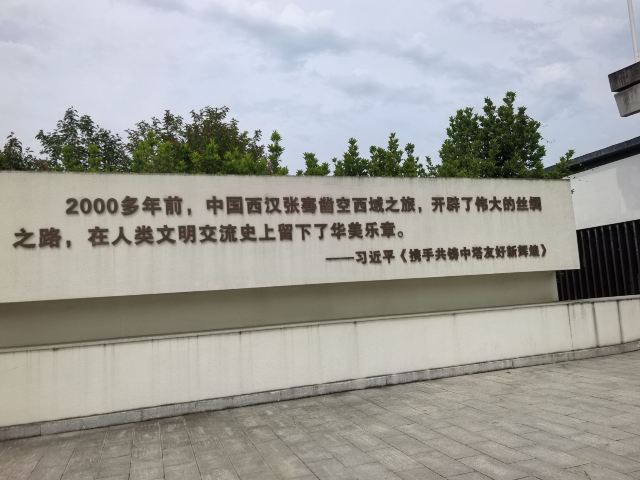 2000多年前，中国西汉张骞凿空西域之旅，开辟了伟大的丝绸
之路，在人类文明交流史上留下了华美乐章。
——习近平《携手共铸中塔友好新辉煌》